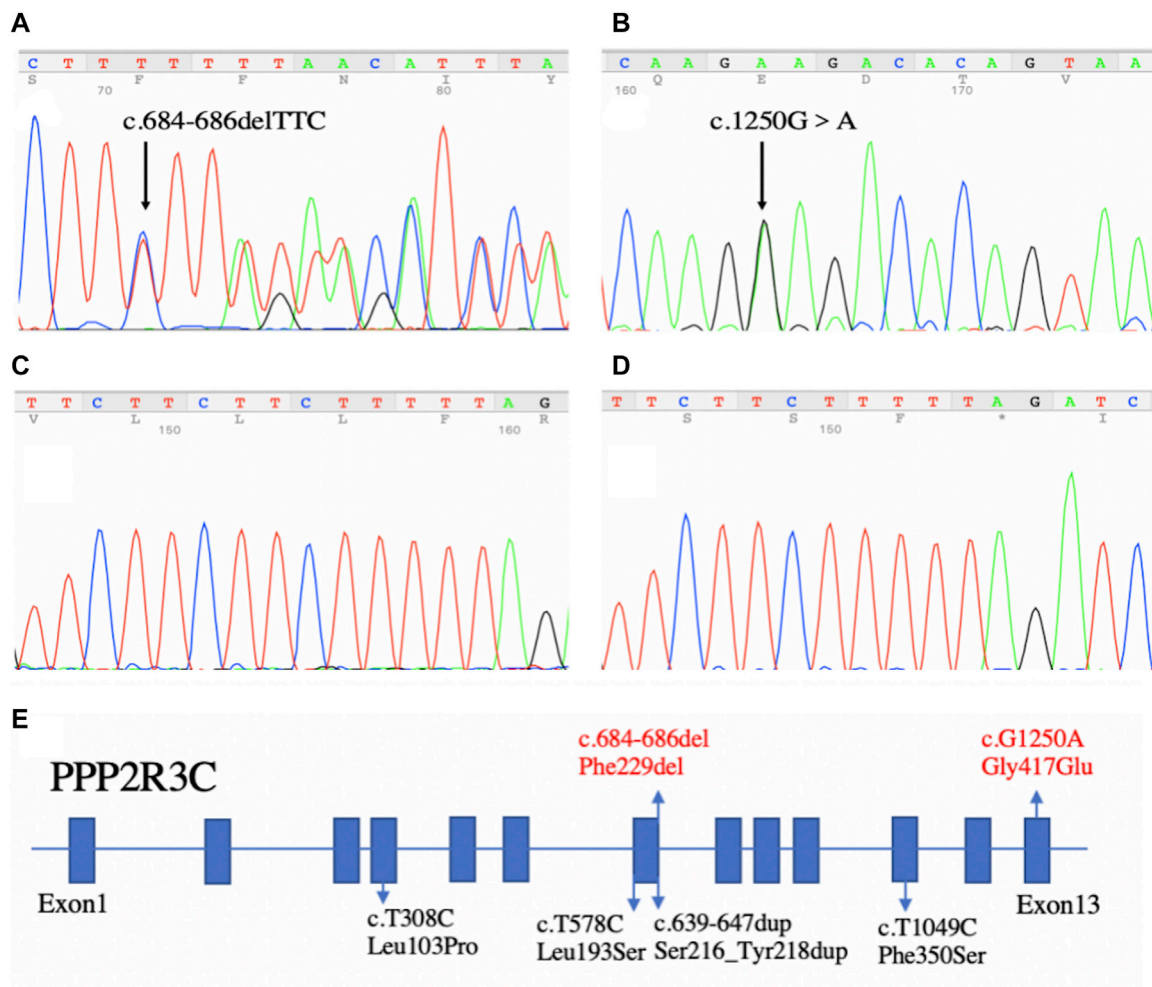 A
B
C T T T T T T T A A C A T T T A
S F F N I Y
70 80
c.684-686delTTC
C A A G A A G A C A C A G T A A
Q E D T V
160 170
c.1250G > A
C
D
T T C T T C T T C T T T T T A G
V L L L F R
150 160
T T C T T C T T T T T A G A T C
S S F * I
150
E
c.684-686del
Phe229del
c.G1250A
Gly417Glu
PPP2R3C
Exon1
Exon13
c.T308C
Leu103Pro
c.T578C
Leu193Ser
c.639-647dup
Ser216_Tyr218dup
c.T1049C
Phe350Ser